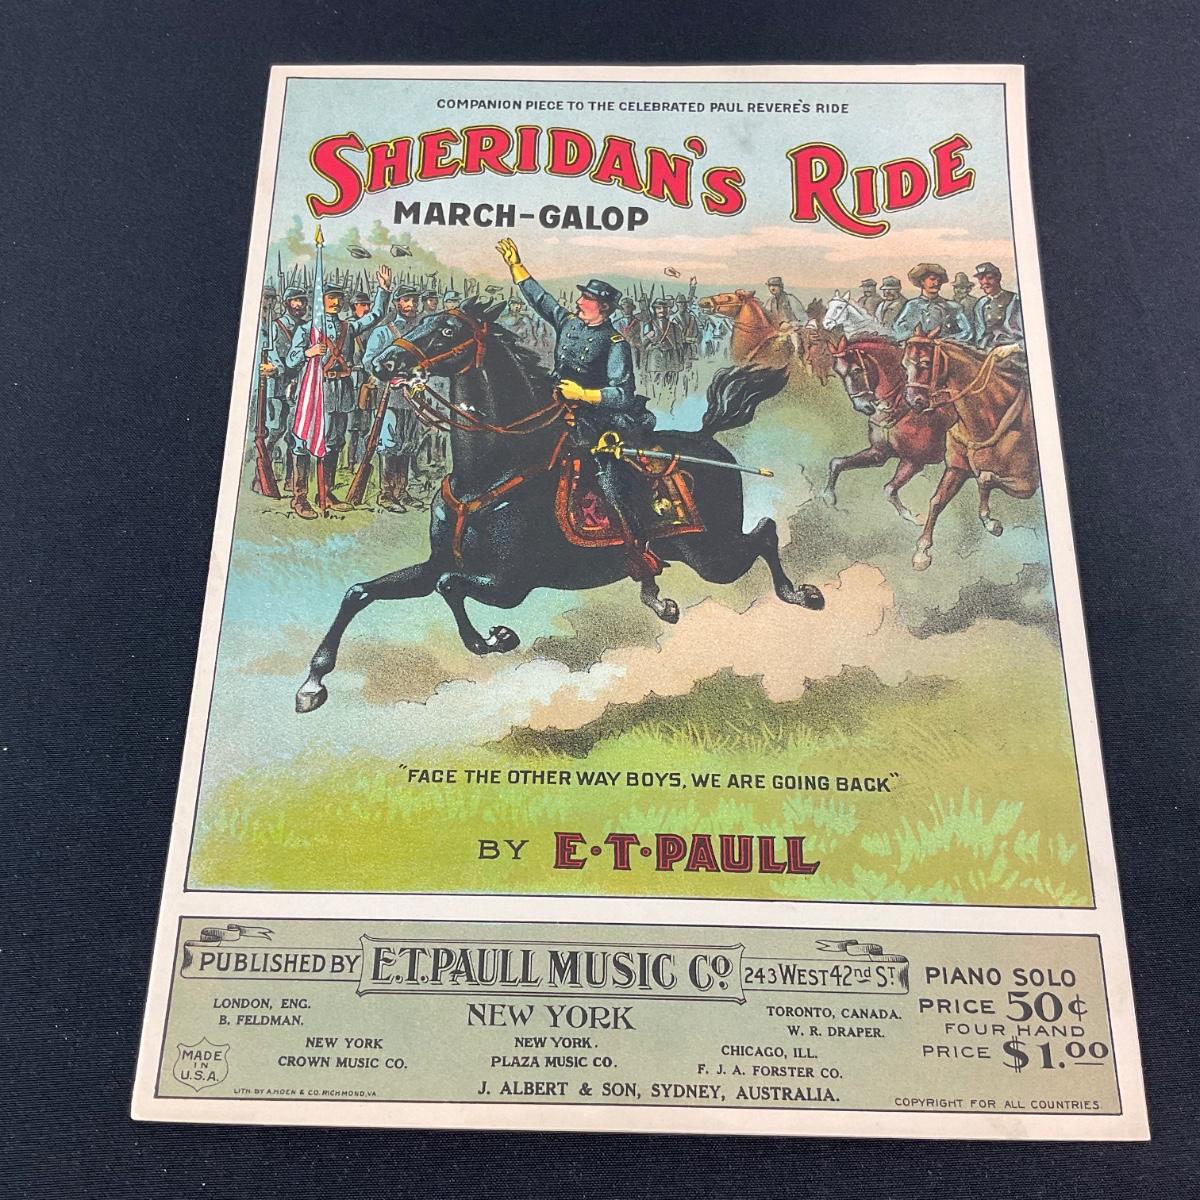 COMPANION PIECE TO THE CELEBRATED PAUL REVERE'S RIDE
SHERIDAN'S RIDE
MARCH-GALOP
"FACE THE OTHER WAY BOYS, WE ARE GOING BACK"
BY E·T·PAULL
PUBLISHED BY E.T. PAULL MUSIC CO. 243 WEST 42nd ST.
LONDON, ENG.
B. FELDMAN.
NEW YORK
CROWN MUSIC CO.
NEW YORK
NEW YORK.
PLAZA MUSIC CO.
TORONTO, CANADA.
W. R. DRAPER.
CHICAGO, ILL.
F. J. A. FORSTER CO.
J. ALBERT & SON, SYDNEY, AUSTRALIA.
PIANO SOLO
PRICE 50¢
FOUR HAND
PRICE $1.00
MADE
IN
U.S.A.
LITH. BY A. HOEN & CO. RICHMOND, VA
COPYRIGHT FOR ALL COUNTRIES